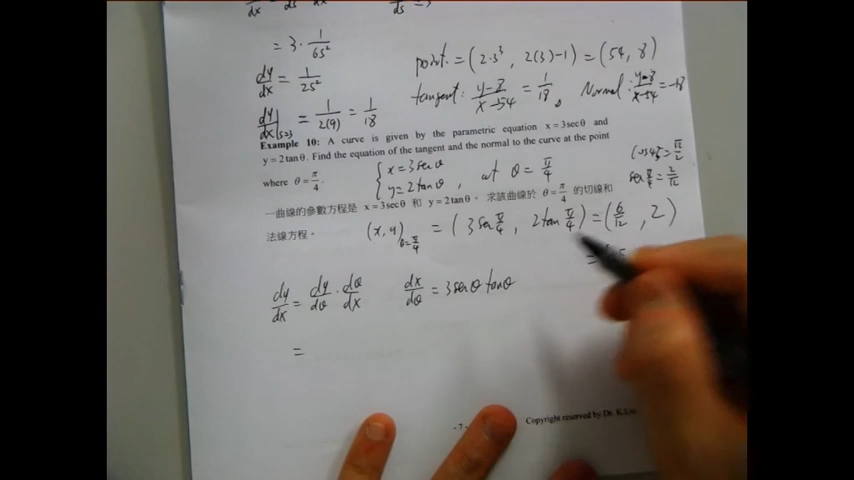 = 3 · 1/6s²
dy/dx = 1/2s²
point = (2·3³, 2(3)-1) = (54, 8)
tangent: y-8/x-54 = 1/18, Normal: y-8/x-54 = -18
dy/dx|s=3 = 1/2(9) = 1/18
Example 10: A curve is given by the parametric equation x = 3secθ and
y = 2tanθ. Find the equation of the tangent and the normal to the curve at the point
where θ = π/4.
{ x = 3secθ
y = 2tanθ , at θ = π/4
cos π/4 = √2/2
sec π/4 = 2/√2
一曲線的參數方程是 x = 3secθ 和 y = 2tanθ。求該曲線於 θ = π/4 的切線和
法線方程。
(x, y)θ=π/4 = (3sec π/4, 2tan π/4) = (6/√2, 2)
dy/dx = dy/dθ · dθ/dx
dx/dθ = 3secθ tanθ
=
- 7 -
Copyright reserved by Dr. K.Liu